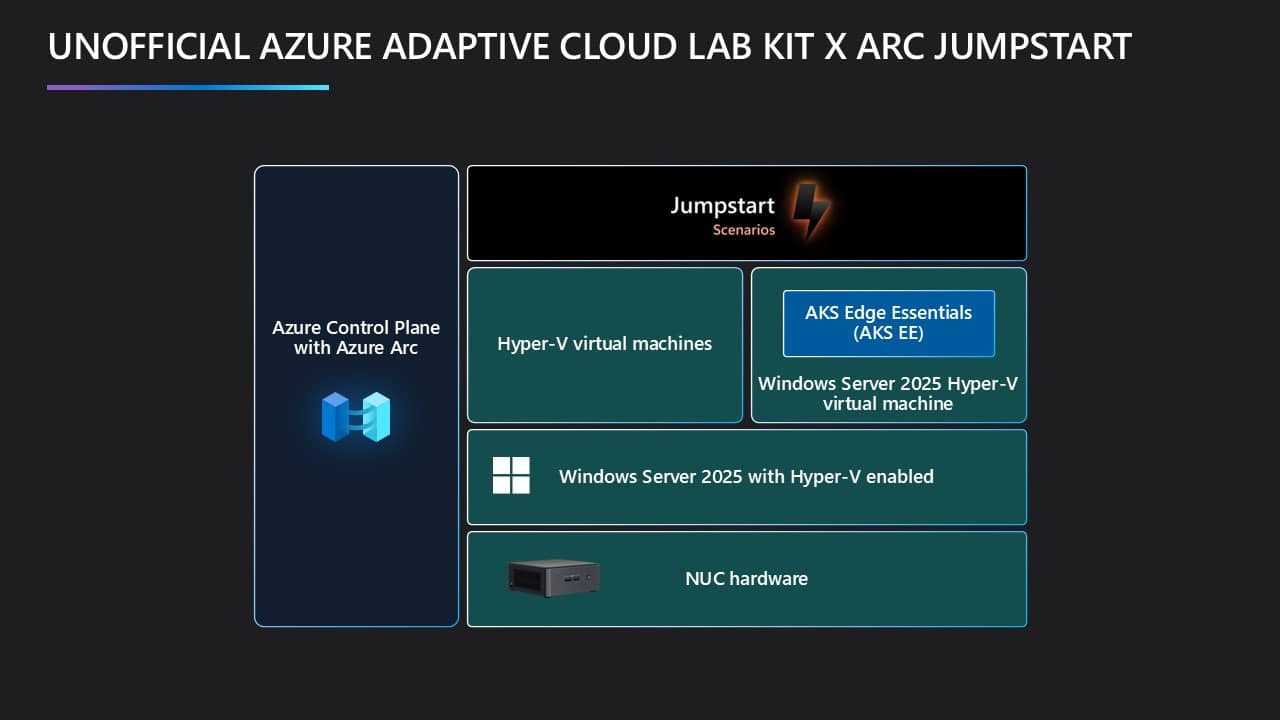 UNOFFICIAL AZURE ADAPTIVE CLOUD LAB KIT X ARC JUMPSTART
Azure Control Plane
with Azure Arc
Jumpstart
Scenarios
Hyper-V virtual machines
AKS Edge Essentials
(AKS EE)
Windows Server 2025 Hyper-V
virtual machine
Windows Server 2025 with Hyper-V enabled
NUC hardware